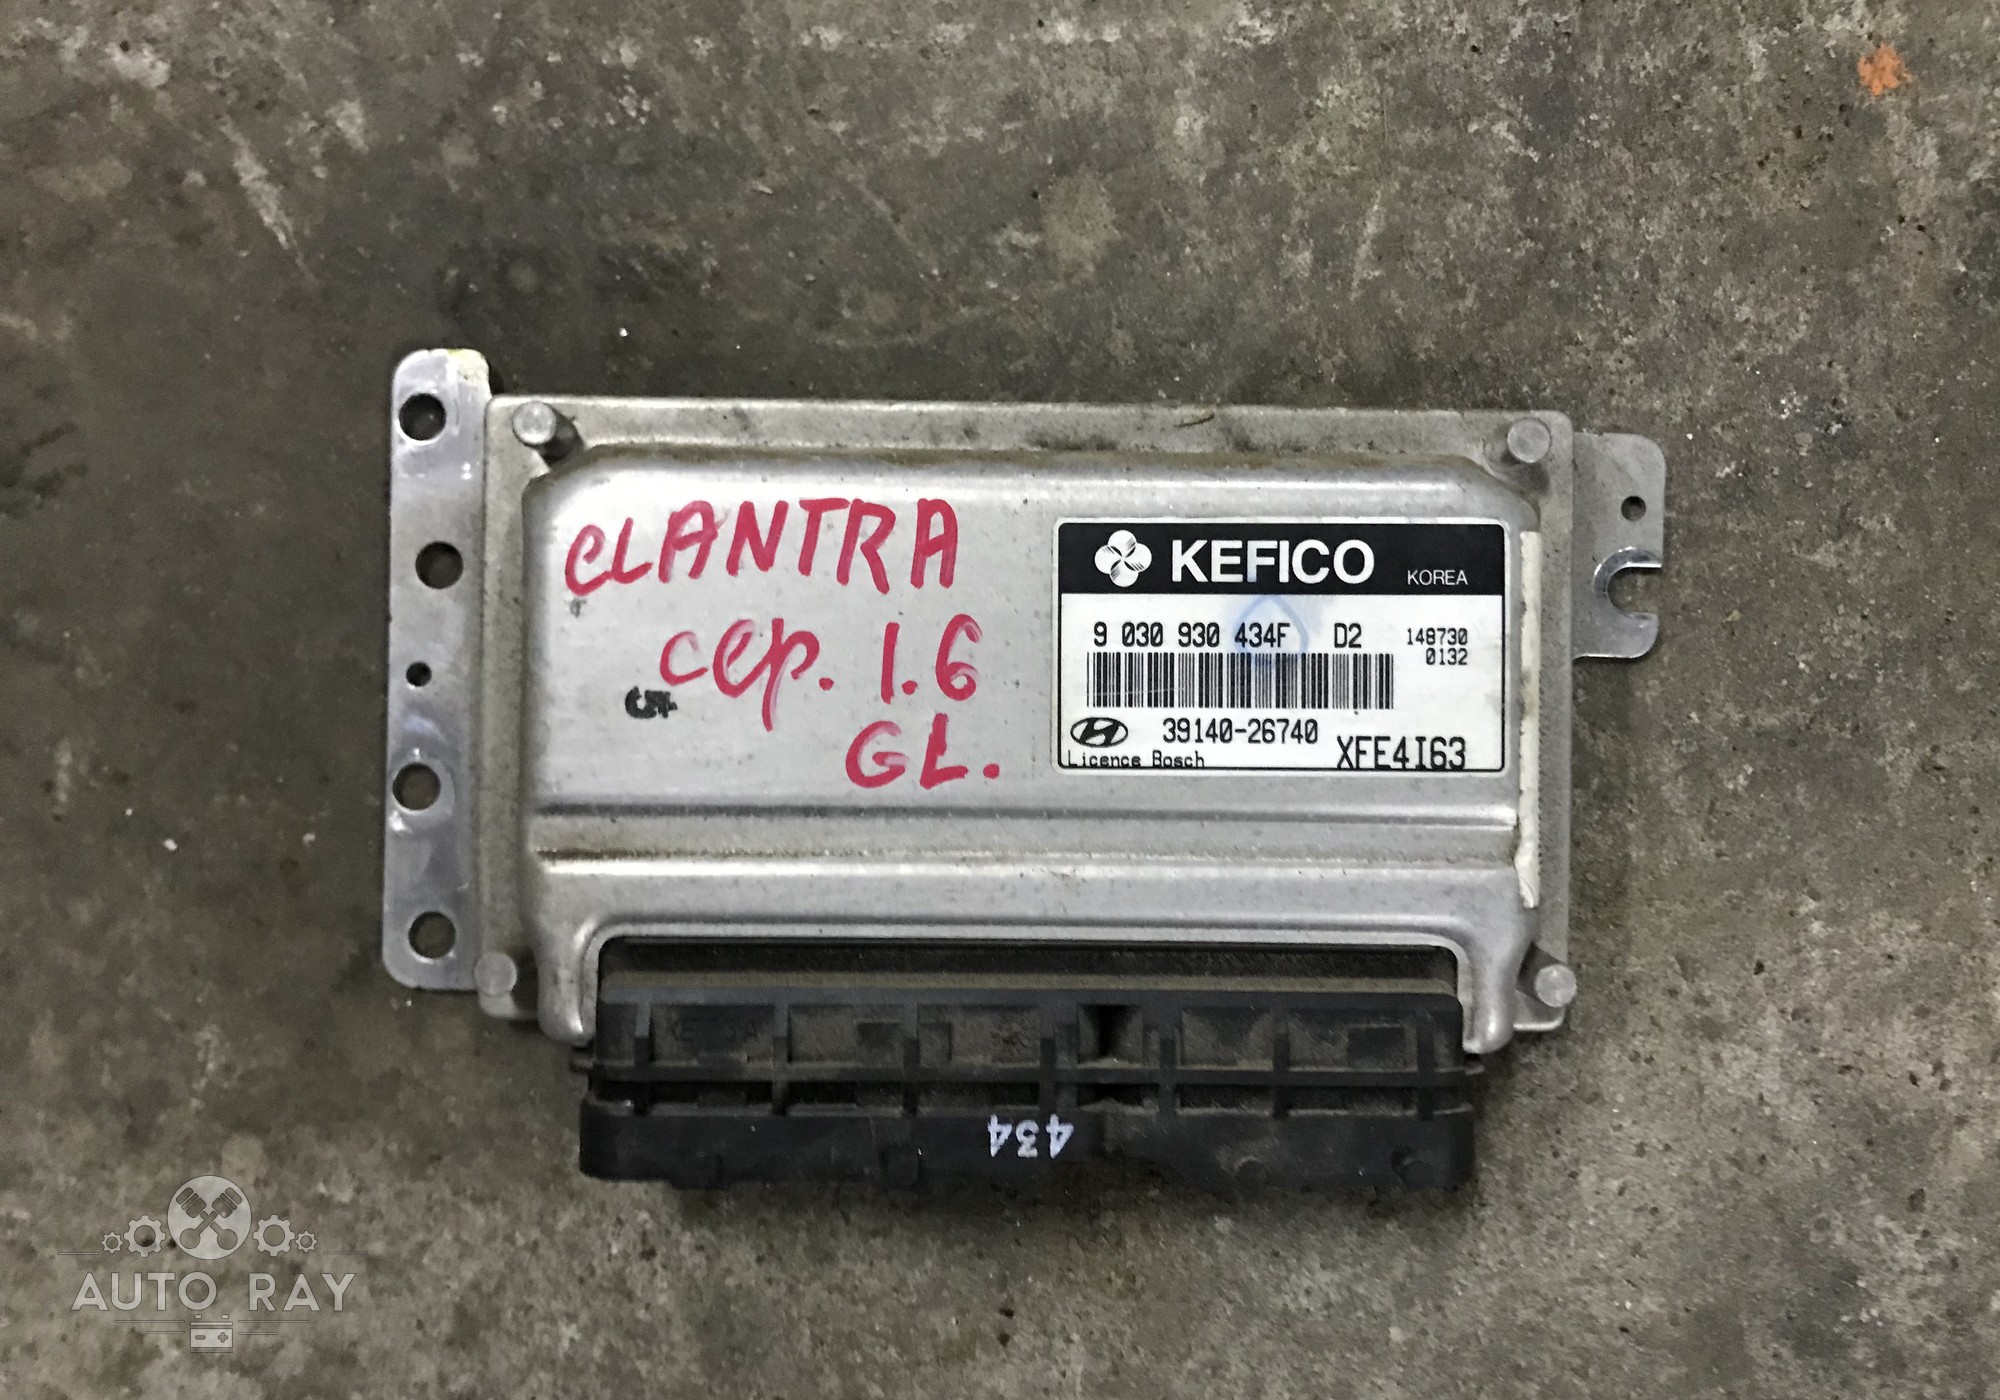 eLANTRA
сер. 1.6
GL.
KEFICO KOREA
9 030 930 434F D2 148730
0132
39140-26740
Licence Bosch XFE4I63
434
AUTO RAY